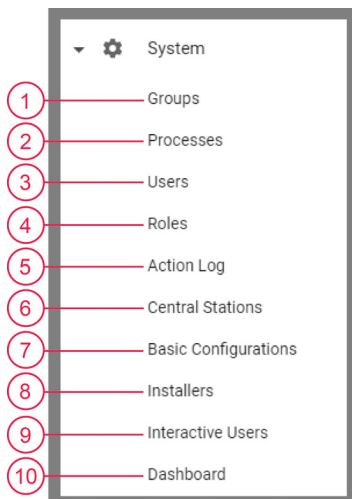 System
1 Groups
2 Processes
3 Users
4 Roles
5 Action Log
6 Central Stations
7 Basic Configurations
8 Installers
9 Interactive Users
10 Dashboard